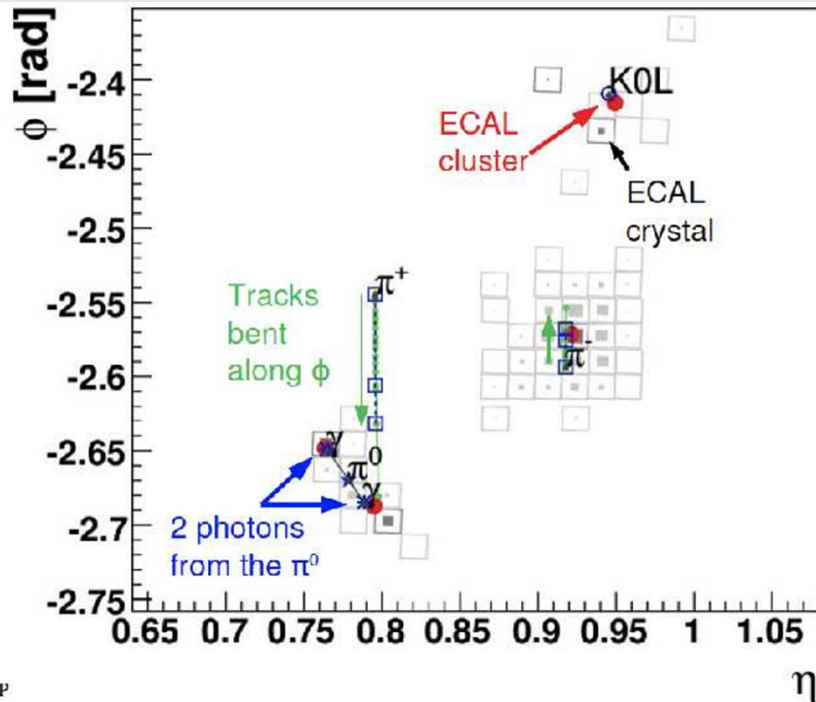 ϕ [rad]
-2.4
-2.45
-2.5
-2.55
-2.6
-2.65
-2.7
-2.75
K0L
ECAL
cluster
ECAL
crystal
π⁺
Tracks
bent
along ϕ
π⁻
γ
π⁰
γ
2 photons
from the π⁰
0.65 0.7 0.75 0.8 0.85 0.9 0.95 1 1.05
η